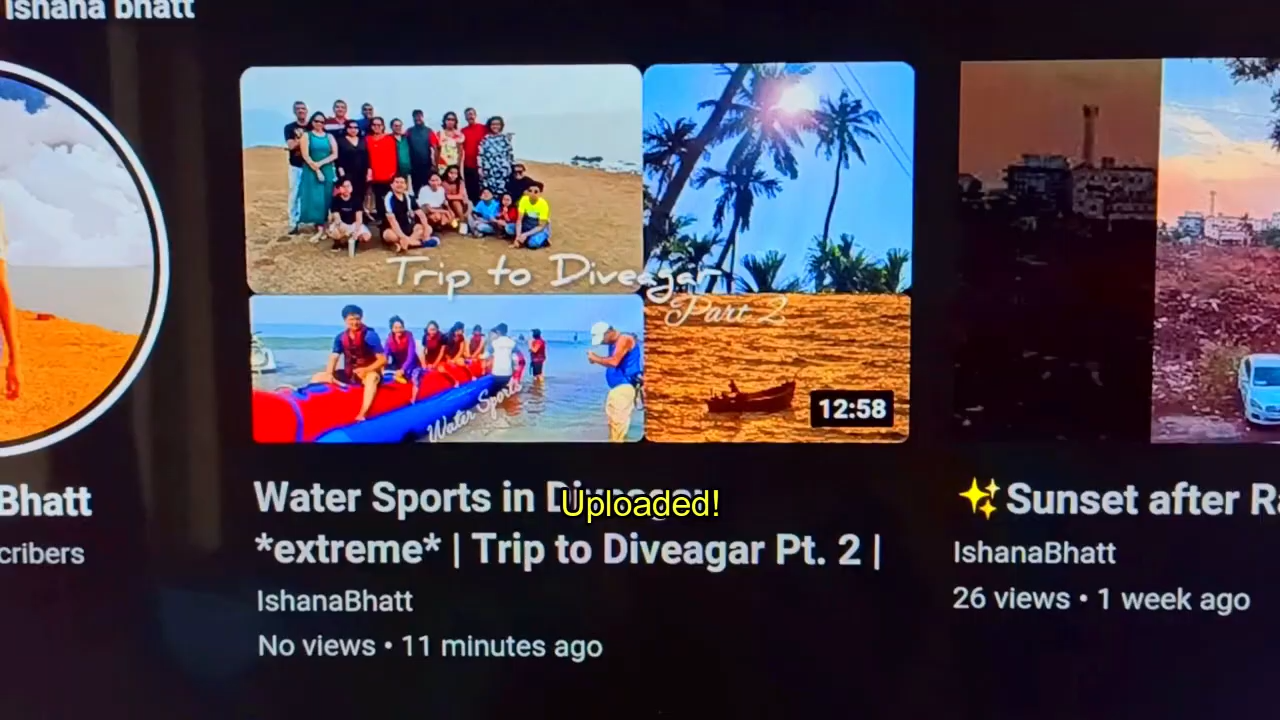 Ishana bhatt
Trip to Diveagar
Part 2
Water Sports
12:58
Bhatt
cribers
Water Sports in Diveagar
*extreme* | Trip to Diveagar Pt. 2 |
IshanaBhatt
No views • 11 minutes ago
Uploaded!
✨Sunset after Ra
IshanaBhatt
26 views • 1 week ago